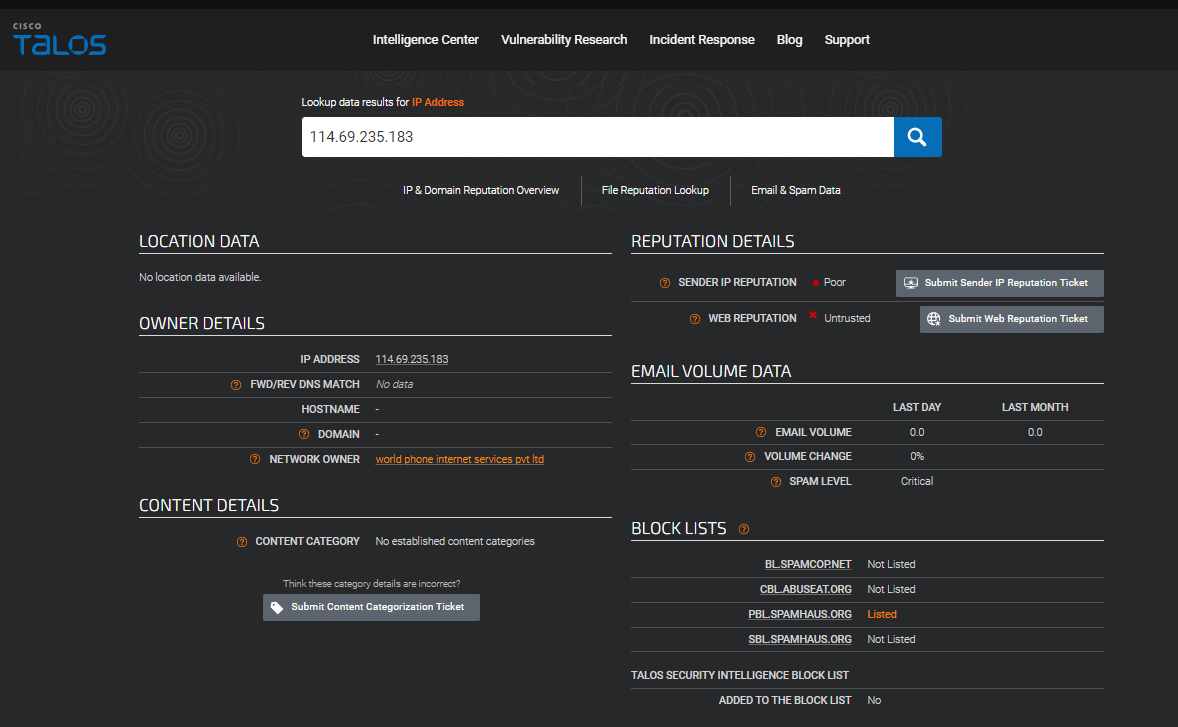 CISCO
TALOS
Intelligence Center Vulnerability Research Incident Response Blog Support
Lookup data results for IP Address
114.69.235.183
IP & Domain Reputation Overview File Reputation Lookup Email & Spam Data
LOCATION DATA
No location data available.
OWNER DETAILS
IP ADDRESS 114.69.235.183
? FWD/REV DNS MATCH No data
HOSTNAME -
? DOMAIN -
? NETWORK OWNER world phone internet services pvt ltd
CONTENT DETAILS
? CONTENT CATEGORY No established content categories
Think these category details are incorrect?
Submit Content Categorization Ticket
REPUTATION DETAILS
? SENDER IP REPUTATION Poor Submit Sender IP Reputation Ticket
? WEB REPUTATION Untrusted Submit Web Reputation Ticket
EMAIL VOLUME DATA
LAST DAY LAST MONTH
? EMAIL VOLUME 0.0 0.0
? VOLUME CHANGE 0%
? SPAM LEVEL Critical
BLOCK LISTS ?
BL.SPAMCOP.NET Not Listed
CBL.ABUSEAT.ORG Not Listed
PBL.SPAMHAUS.ORG Listed
SBL.SPAMHAUS.ORG Not Listed
TALOS SECURITY INTELLIGENCE BLOCK LIST
ADDED TO THE BLOCK LIST No